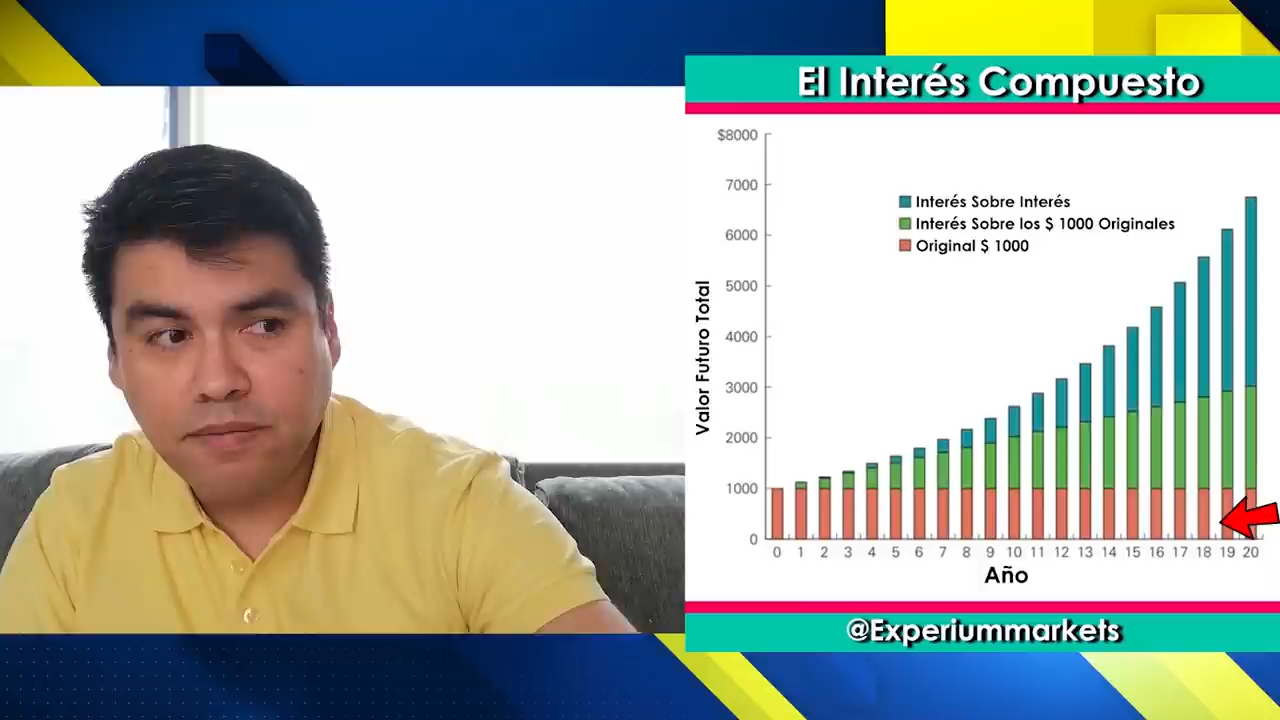 El Interés Compuesto
$8000
7000
6000
5000
4000
3000
2000
1000
0
Valor Futuro Total
Interés Sobre Interés
Interés Sobre los $ 1000 Originales
Original $ 1000
0 1 2 3 4 5 6 7 8 9 10 11 12 13 14 15 16 17 18 19 20
Año
@Experiummarkets